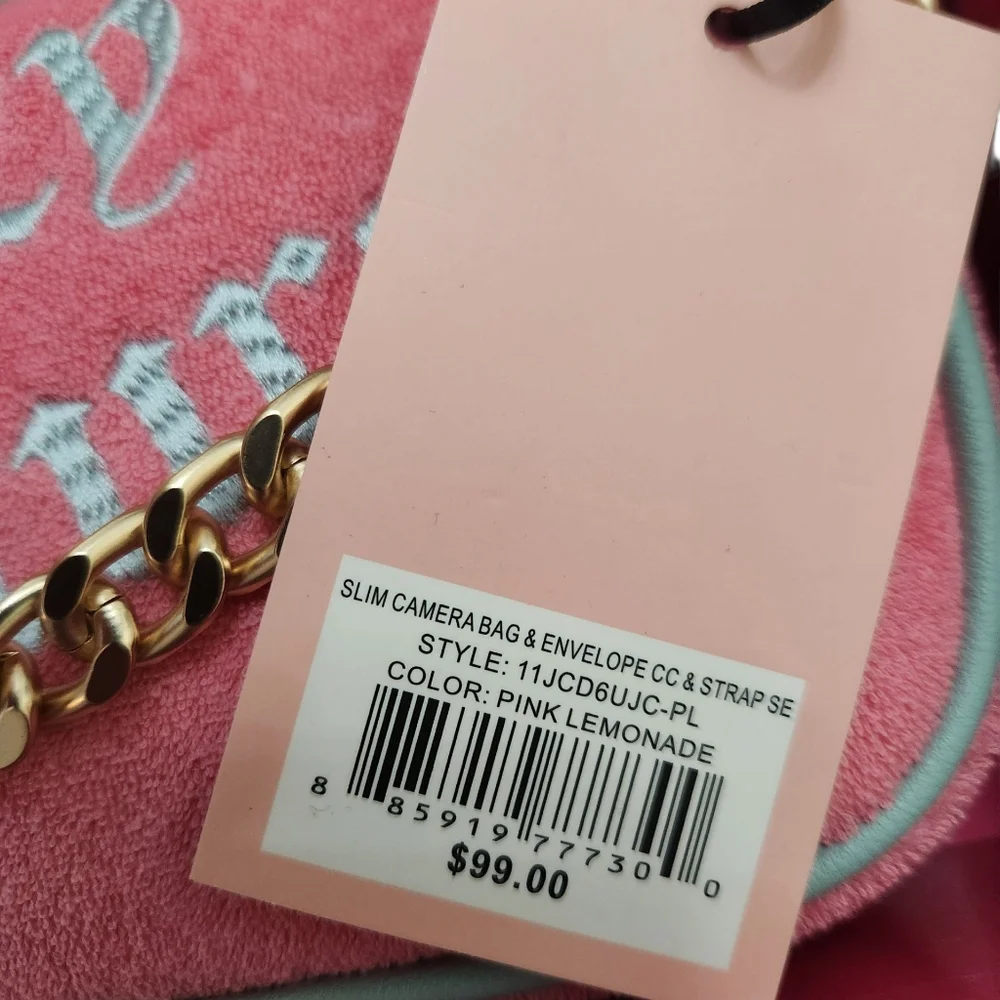 SLIM CAMERA BAG & ENVELOPE CC & STRAP SE
STYLE: 11JCD6UJC-PL
COLOR: PINK LEMONADE
8 85919 77730 0
$99.00